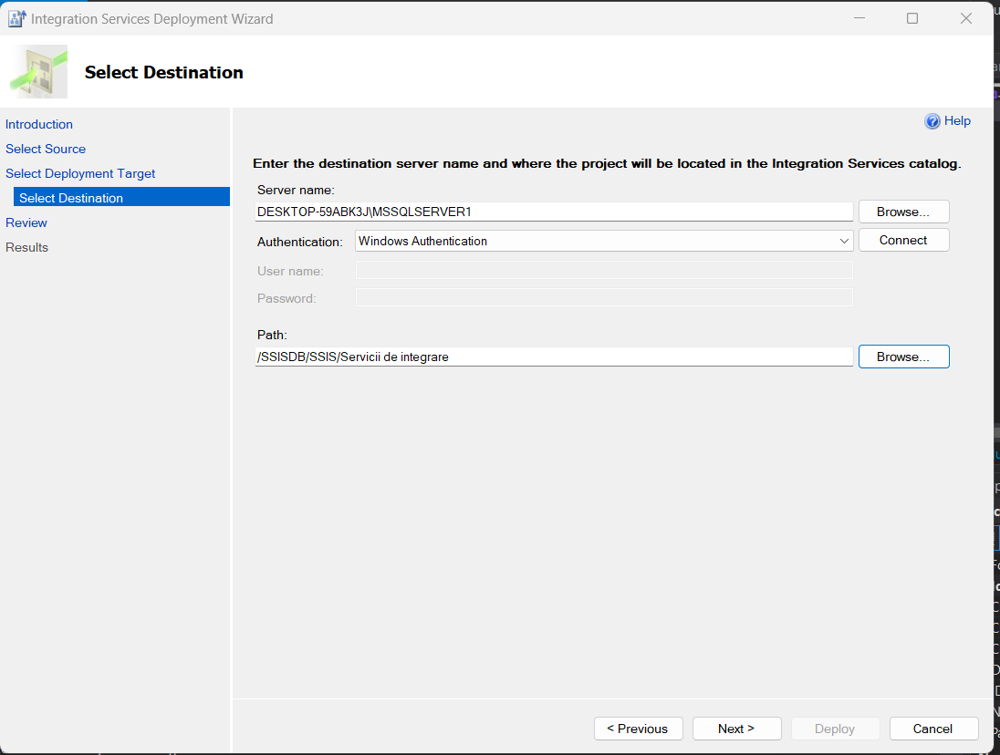 Integration Services Deployment Wizard
Select Destination
Introduction
Select Source
Select Deployment Target
Select Destination
Review
Results
Help
Enter the destination server name and where the project will be located in the Integration Services catalog.
Server name:
DESKTOP-59ABK3J\MSSQLSERVER1
Browse...
Authentication:
Windows Authentication
Connect
User name:
Password:
Path:
/SSISDB/SSIS/Servicii de integrare
Browse...
< Previous
Next >
Deploy
Cancel